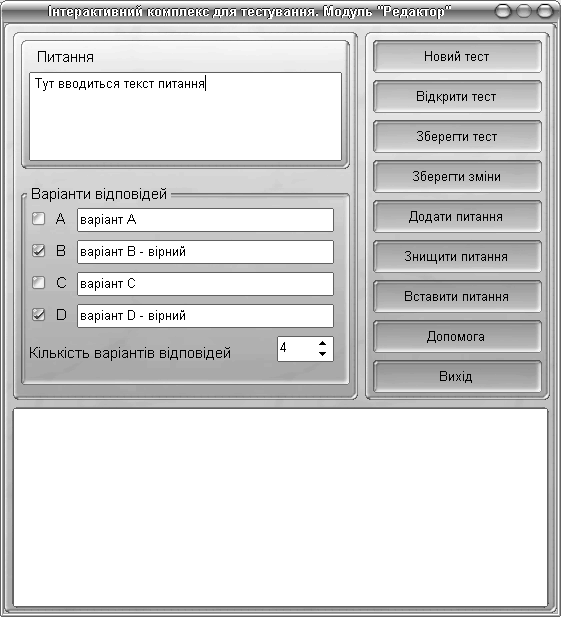 Інтерактивний комплекс для тестування. Модуль "Редактор"
Питання
Тут вводиться текст питання
Варіанти відповідей
A варіант A
B варіант B - вірний
C варіант C
D варіант D - вірний
Кількість варіантів відповідей 4
Новий тест
Відкрити тест
Зберегти тест
Зберегти зміни
Додати питання
Знищити питання
Вставити питання
Допомога
Вихід